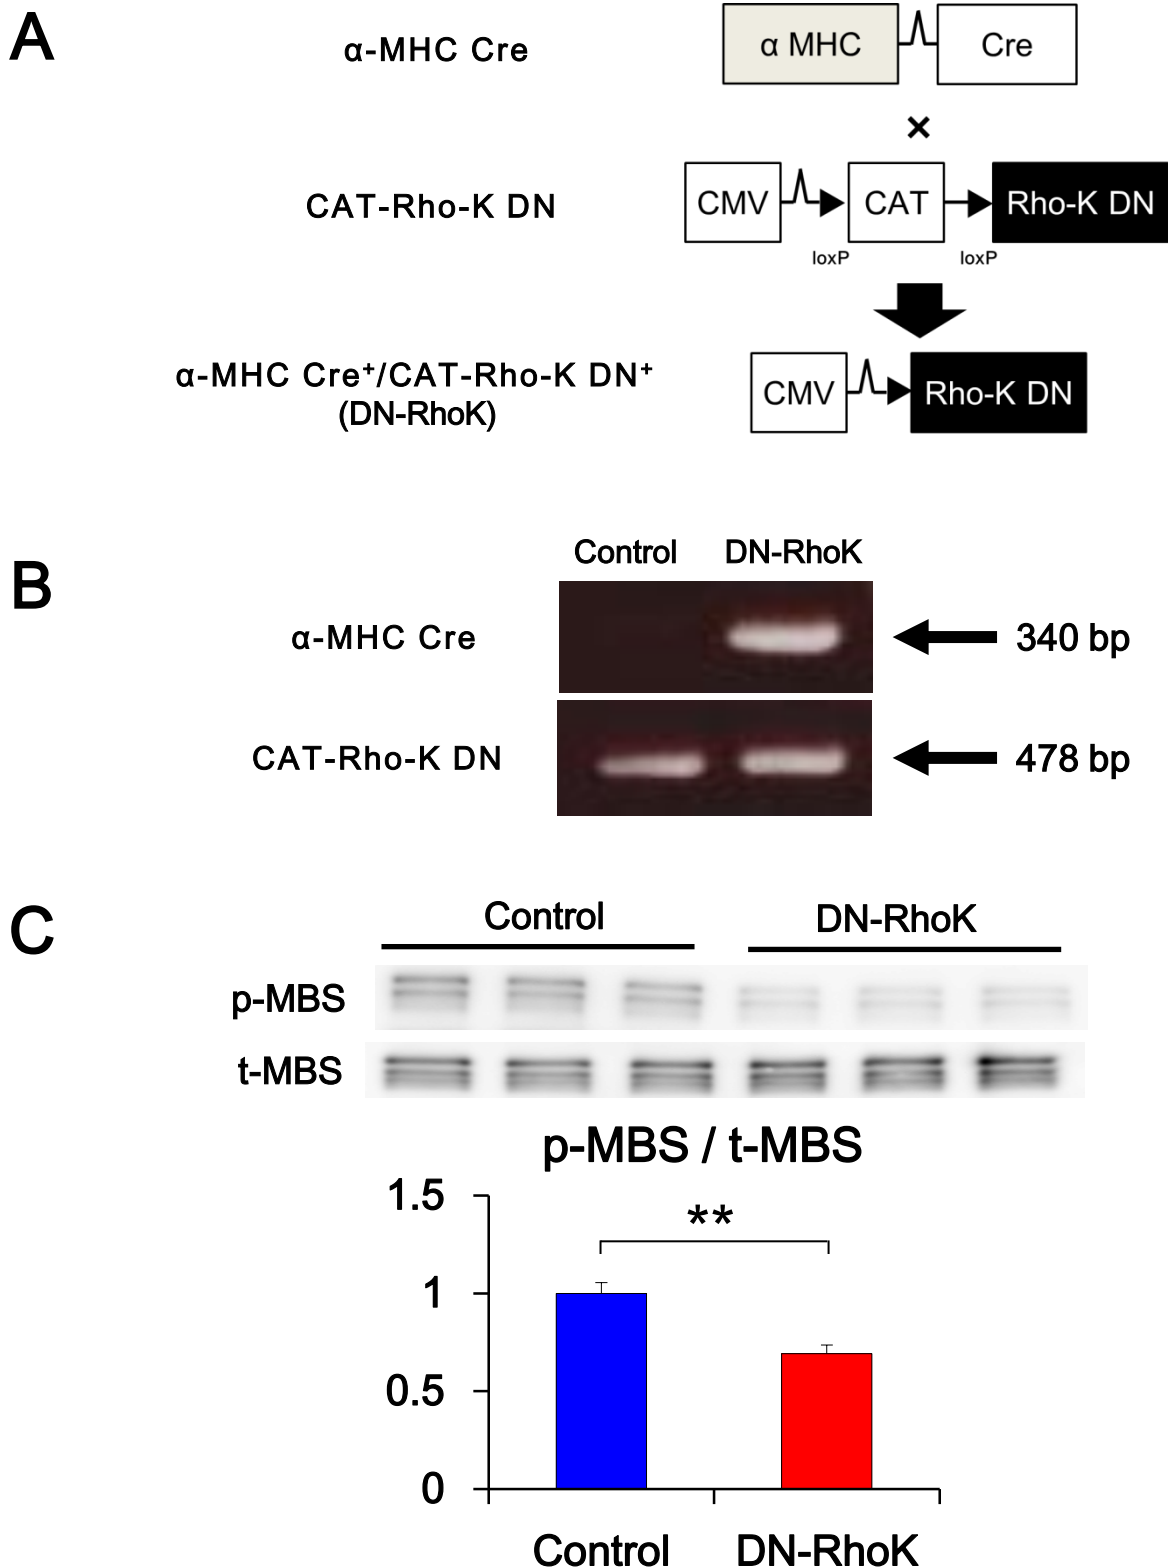 A
α-MHC Cre
α MHC
Cre
×
CAT-Rho-K DN
CMV
CAT
Rho-K DN
loxP
loxP
α-MHC Cre⁺/CAT-Rho-K DN⁺
(DN-RhoK)
CMV
Rho-K DN
B
Control
DN-RhoK
α-MHC Cre
340 bp
CAT-Rho-K DN
478 bp
C
Control
DN-RhoK
p-MBS
t-MBS
p-MBS / t-MBS
1.5
**
1
0.5
0
Control
DN-RhoK